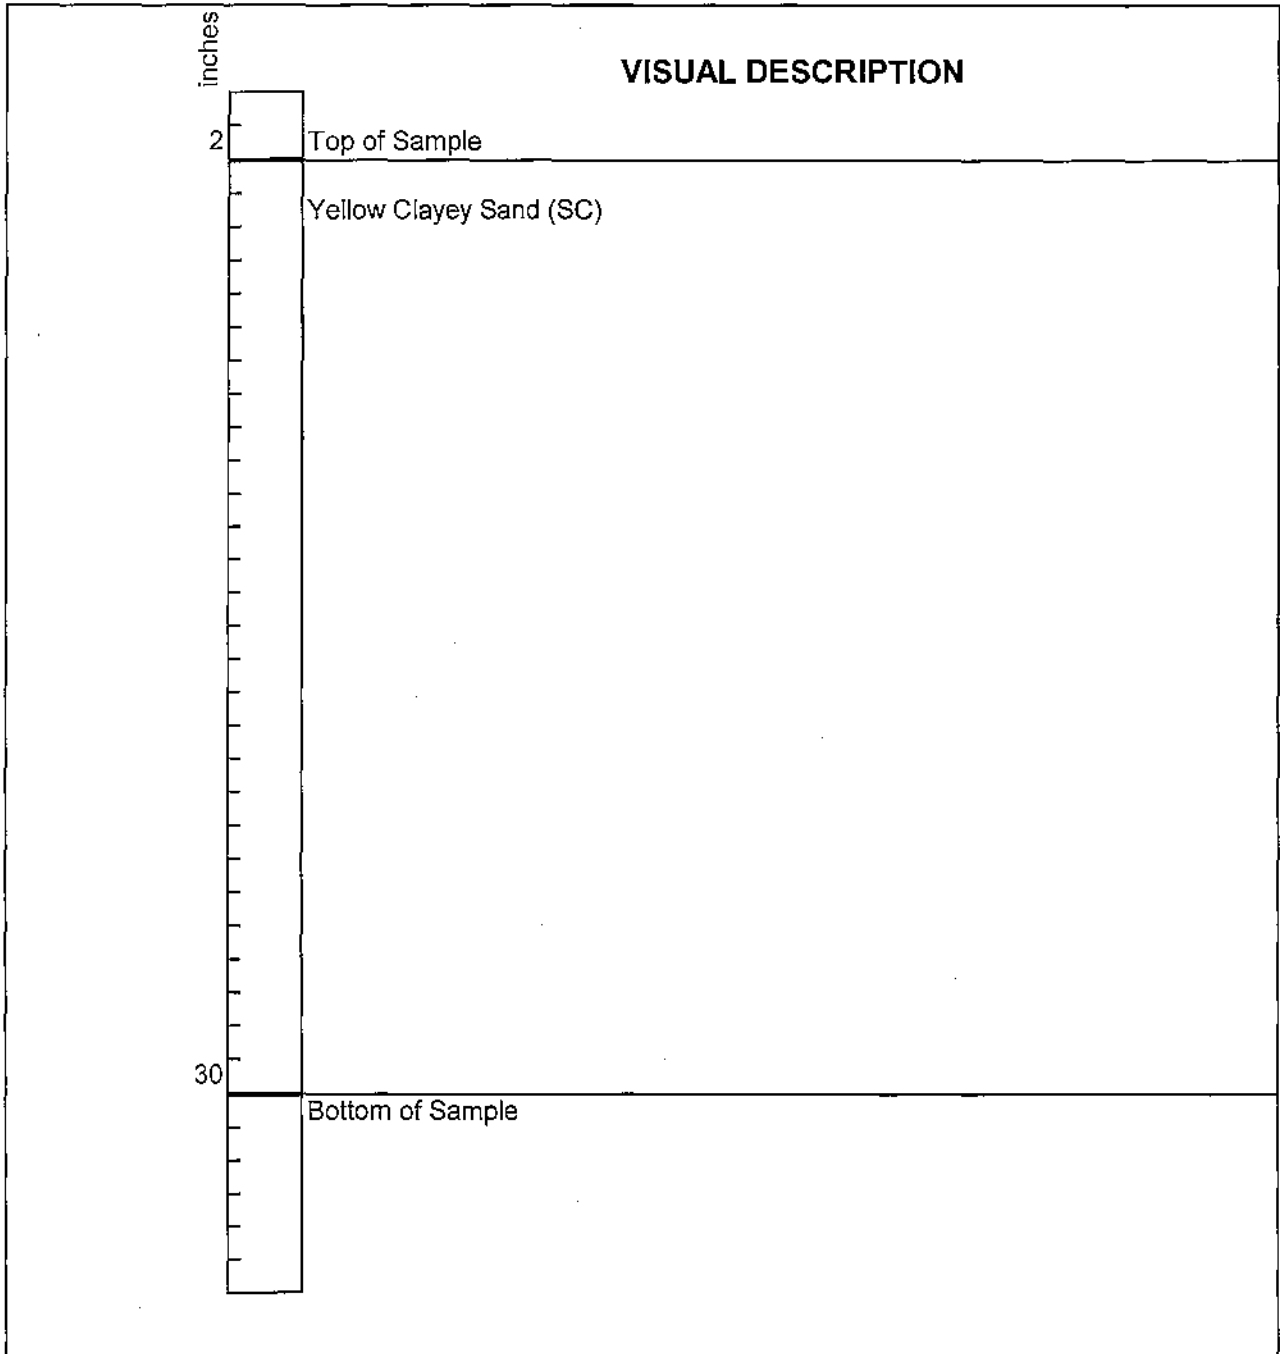 inches
VISUAL DESCRIPTION
2
Top of Sample
Yellow Clayey Sand (SC)
30
Bottom of Sample